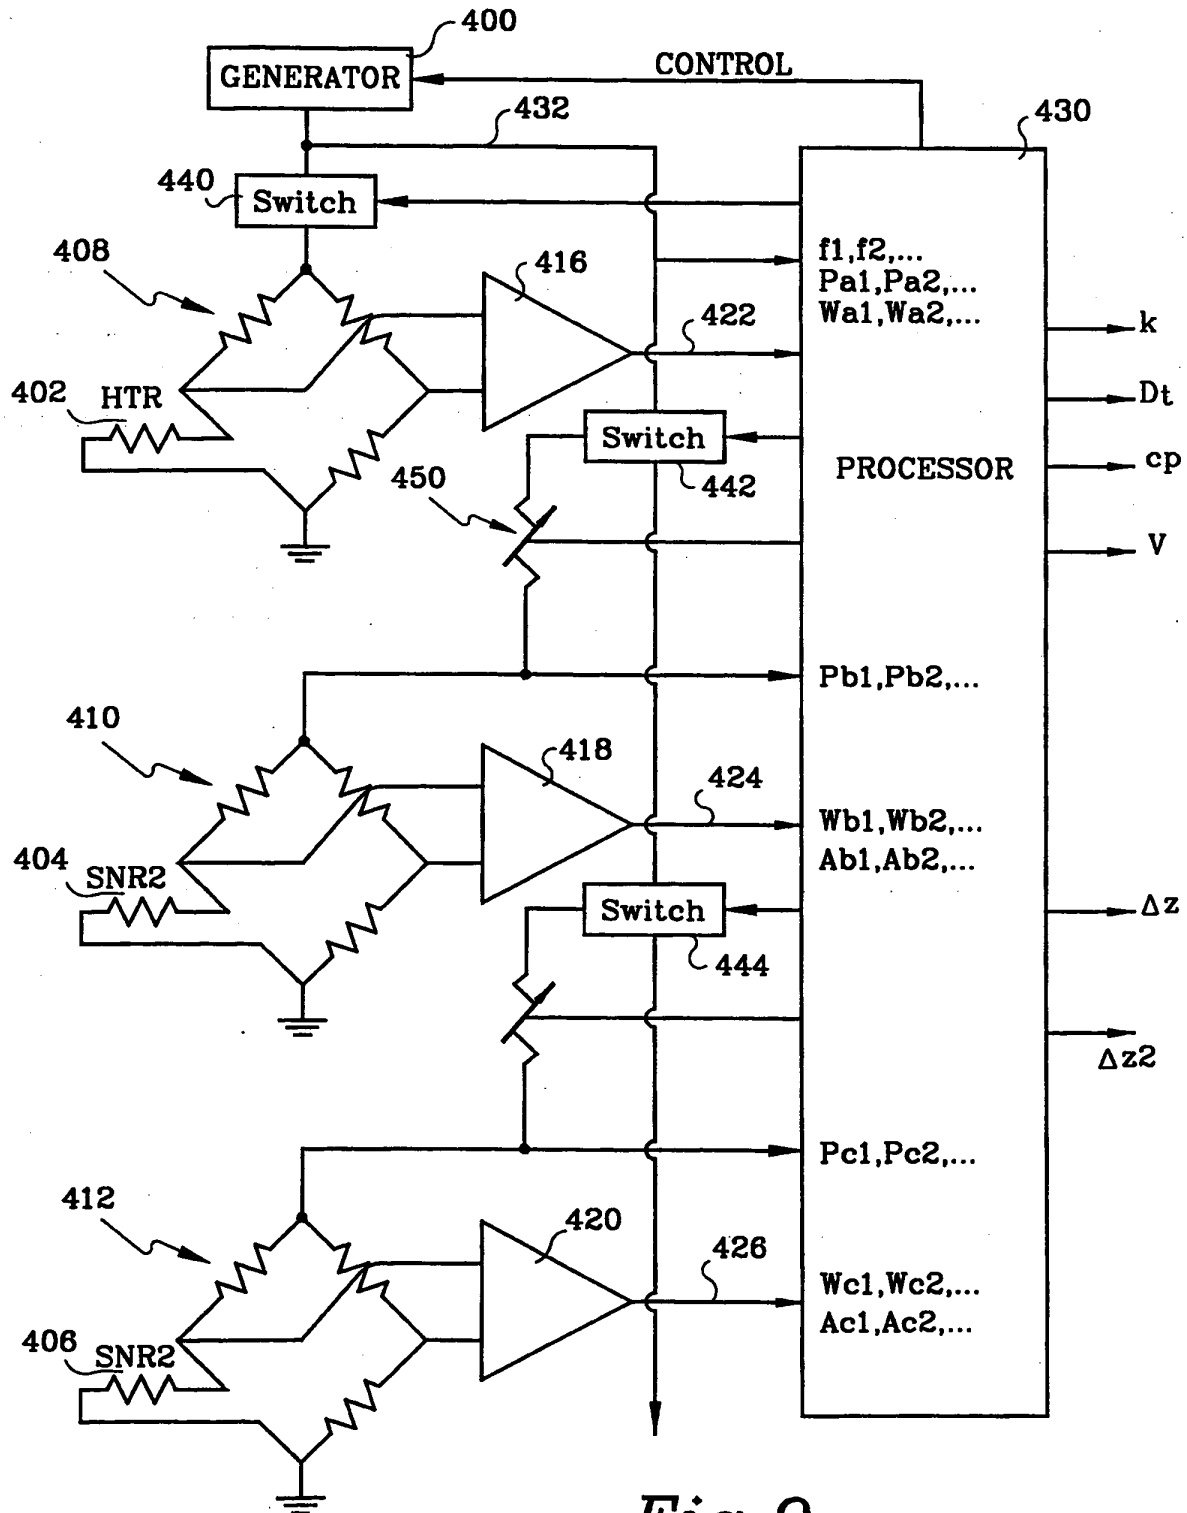 400
GENERATOR
CONTROL
432
430
440
Switch
408
416
f1,f2,...
Pa1,Pa2,...
Wa1,Wa2,...
422
k
402
HTR
Dt
Switch
PROCESSOR
cp
450
442
V
Pb1,Pb2,...
410
418
424
Wb1,Wb2,...
404
SNR2
Ab1,Ab2,...
Switch
Δz
444
Δz2
Pc1,Pc2,...
412
420
426
Wc1,Wc2,...
406
SNR2
Ac1,Ac2,...